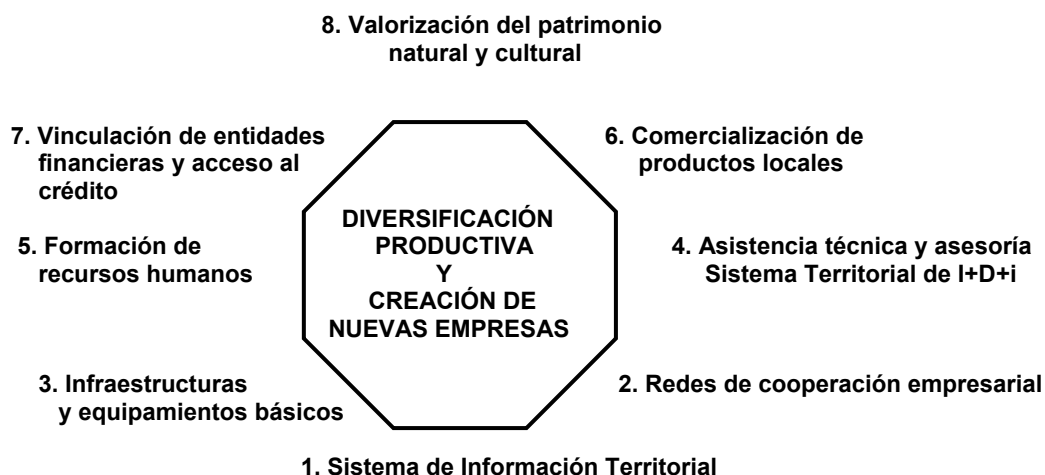 8. Valorización del patrimonio
natural y cultural
7. Vinculación de entidades
financieras y acceso al
crédito
6. Comercialización de
productos locales
DIVERSIFICACIÓN
PRODUCTIVA
Y
CREACIÓN DE
NUEVAS EMPRESAS
5. Formación de
recursos humanos
4. Asistencia técnica y asesoría
Sistema Territorial de I+D+i
3. Infraestructuras
y equipamientos básicos
2. Redes de cooperación empresarial
1. Sistema de Información Territorial